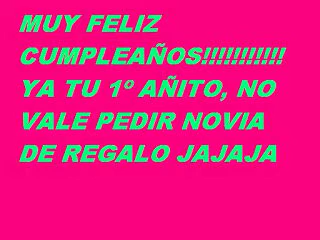 MUY FELIZ
CUMPLEAÑOS!!!!!!!!!!!
YA TU 1º AÑITO, NO
VALE PEDIR NOVIA
DE REGALO JAJAJA